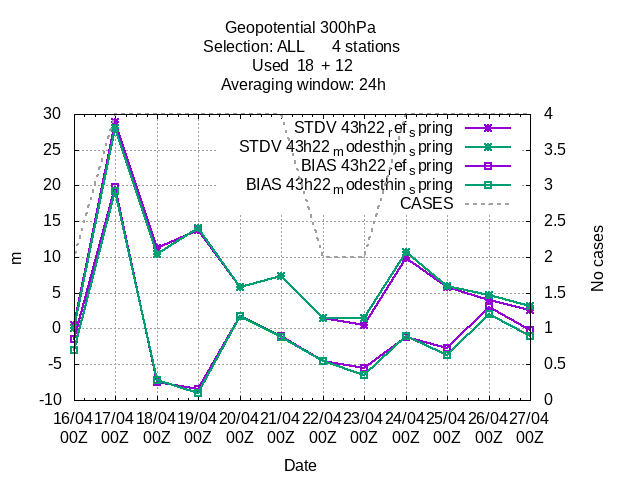 Geopotential 300hPa
Selection: ALL 4 stations
Used 18 + 12
Averaging window: 24h
30 4
25 3.5
20 3
15 2.5
10 2
5 1.5
0 1
-5 0.5
-10 0
m
No cases
STDV 43h22_ref_spring
STDV 43h22_modesthin_spring
BIAS 43h22_ref_spring
BIAS 43h22_modesthin_spring
CASES
16/04 17/04 18/04 19/04 20/04 21/04 22/04 23/04 24/04 25/04 26/04 27/04
00Z 00Z 00Z 00Z 00Z 00Z 00Z 00Z 00Z 00Z 00Z 00Z
Date